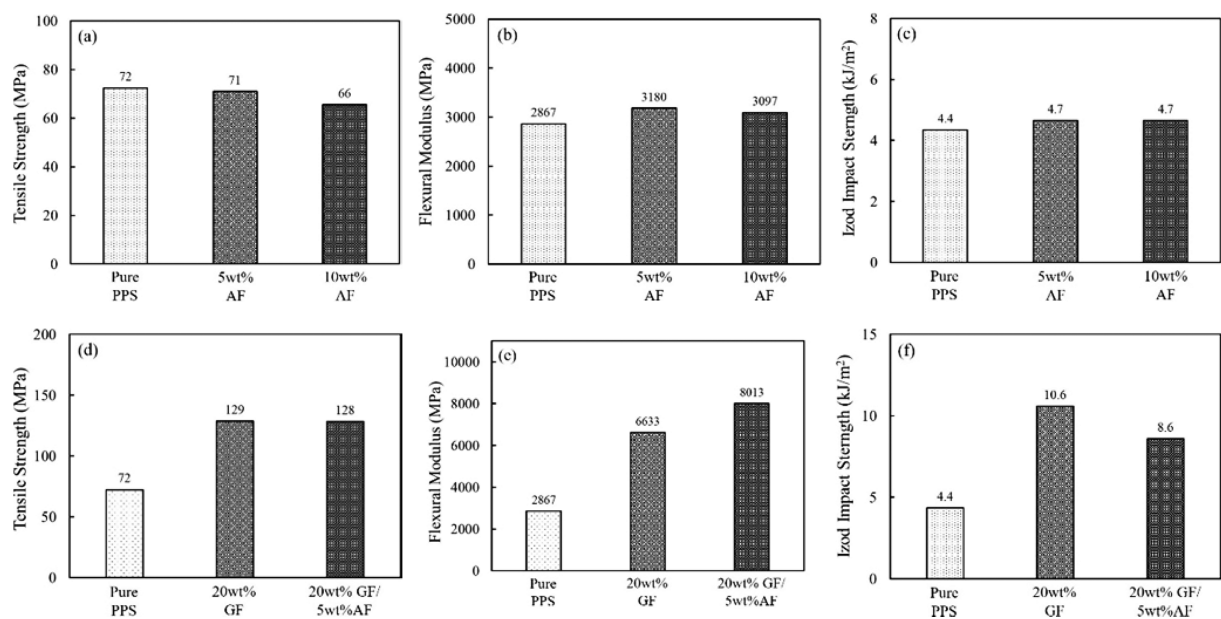 (a)
Tensile Strength (MPa)
100
80
60
40
20
0
72
71
66
Pure
PPS
5wt%
AF
10wt%
AF
(b)
Flexural Modulus (MPa)
5000
4000
3000
2000
1000
0
2867
3180
3097
Pure
PPS
5wt%
AF
10wt%
AF
(c)
Izod Impact Sterngth (kJ/m²)
8
6
4
2
0
4.4
4.7
4.7
Pure
PPS
5wt%
AF
10wt%
AF
(d)
Tensile Strength (MPa)
200
150
100
50
0
72
129
128
Pure
PPS
20wt%
GF
20wt% GF/
5wt%AF
(e)
Flexural Modulus (MPa)
10000
8000
6000
4000
2000
0
2867
6633
8013
Pure
PPS
20wt%
GF
20wt% GF/
5wt%AF
(f)
Izod Impact Sterngth (kJ/m²)
15
10
5
0
4.4
10.6
8.6
Pure
PPS
20wt%
GF
20wt% GF/
5wt%AF